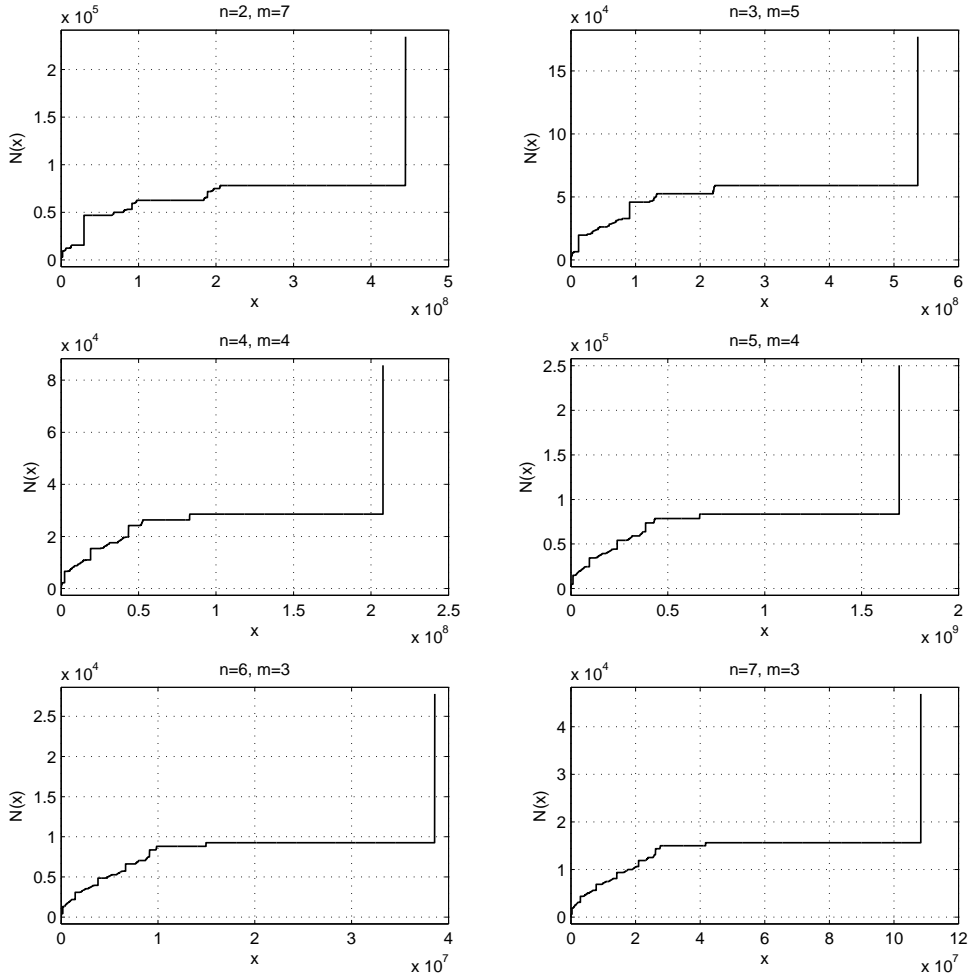 n=2, m=7
x 10^5
2
1.5
1
0.5
0
N(x)
0 1 2 3 4 5
x
x 10^8
n=3, m=5
x 10^4
15
10
5
0
N(x)
0 1 2 3 4 5 6
x
x 10^8
n=4, m=4
x 10^4
8
6
4
2
0
N(x)
0 0.5 1 1.5 2 2.5
x
x 10^8
n=5, m=4
x 10^5
2.5
2
1.5
1
0.5
0
N(x)
0 0.5 1 1.5 2
x
x 10^9
n=6, m=3
x 10^4
2.5
2
1.5
1
0.5
0
N(x)
0 1 2 3 4
x
x 10^7
n=7, m=3
x 10^4
4
3
2
1
0
N(x)
0 2 4 6 8 10 12
x
x 10^7